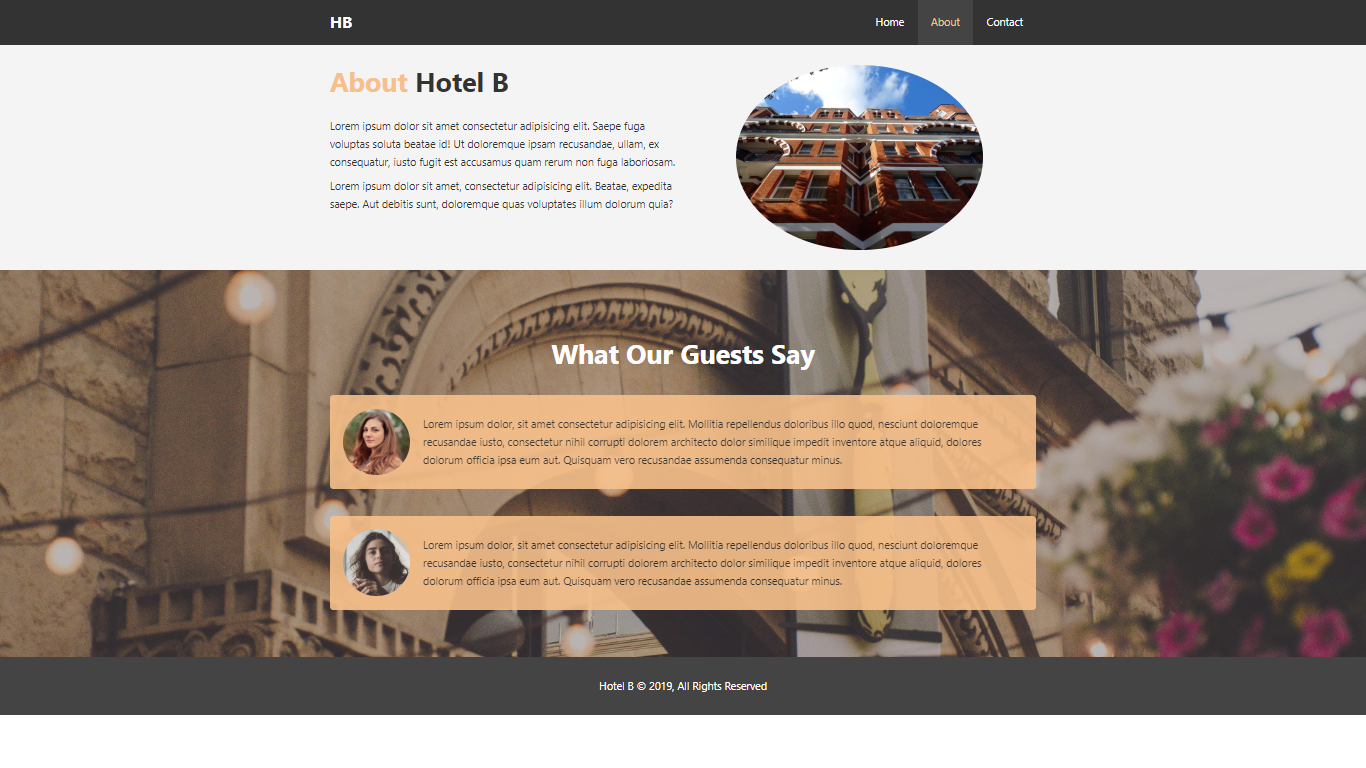 HB
Home
About
Contact
About Hotel B
Lorem ipsum dolor sit amet consectetur adipisicing elit. Saepe fuga
voluptas soluta beatae id! Ut doloremque ipsam recusandae, ullam, ex
consequatur, iusto fugit est accusamus quam rerum non fuga laboriosam.
Lorem ipsum dolor sit amet, consectetur adipisicing elit. Beatae, expedita
saepe. Aut debitis sunt, doloremque quas voluptates illum dolorum quia?
What Our Guests Say
Lorem ipsum dolor, sit amet consectetur adipisicing elit. Mollitia repellendus doloribus illo quod, nesciunt doloremque
recusandae iusto, consectetur nihil corrupti dolorem architecto dolor similique impedit inventore atque aliquid, dolores
dolorum officia ipsa eum aut. Quisquam vero recusandae assumenda consequatur minus.
Lorem ipsum dolor, sit amet consectetur adipisicing elit. Mollitia repellendus doloribus illo quod, nesciunt doloremque
recusandae iusto, consectetur nihil corrupti dolorem architecto dolor similique impedit inventore atque aliquid, dolores
dolorum officia ipsa eum aut. Quisquam vero recusandae assumenda consequatur minus.
Hotel B © 2019, All Rights Reserved